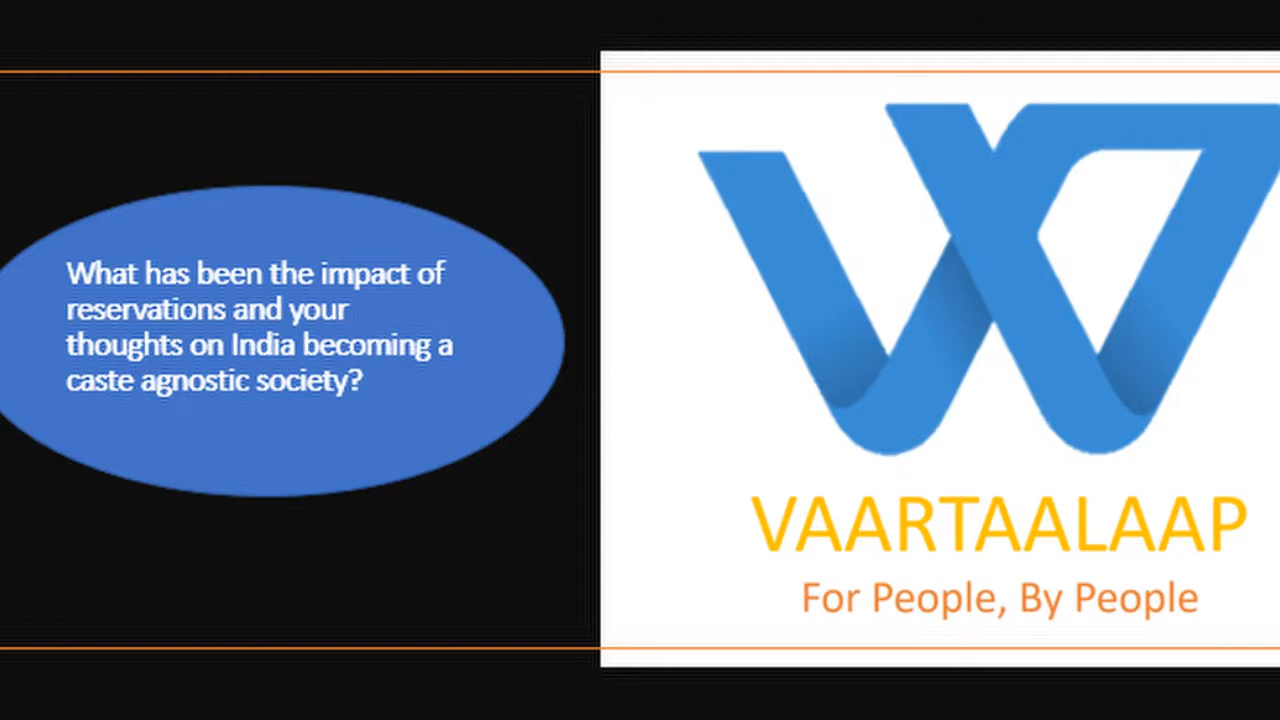 What has been the impact of
reservations and your
thoughts on India becoming a
caste agnostic society?
VAARTAALAAP
For People, By People